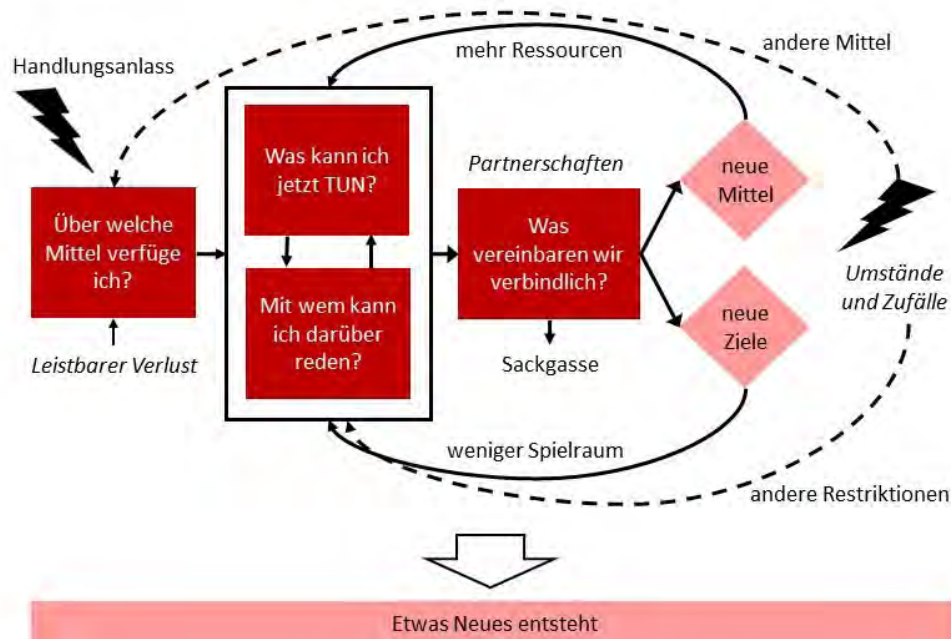 andere Mittel
mehr Ressourcen
Handlungsanlass
Was kann ich
jetzt TUN?
Partnerschaften
neue
Mittel
Über welche
Mittel verfüge
ich?
Was
vereinbaren wir
verbindlich?
Umstände
und Zufälle
Mit wem kann
ich darüber
reden?
neue
Ziele
Leistbarer Verlust
Sackgasse
weniger Spielraum
andere Restriktionen
Etwas Neues entsteht